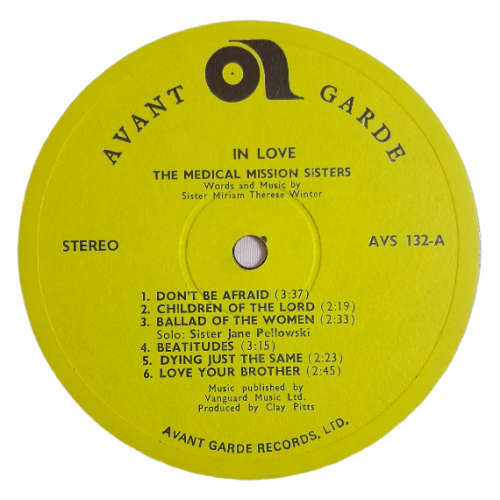 AVANT GARDE
IN LOVE
THE MEDICAL MISSION SISTERS
Words and Music by
Sister Miriam Therese Winter
STEREO
AVS 132-A
1. DON'T BE AFRAID (3:37)
2. CHILDREN OF THE LORD (2:19)
3. BALLAD OF THE WOMEN (2:33)
Solo: Sister Jane Pellowski
4. BEATITUDES (3:15)
5. DYING JUST THE SAME (2:23)
6. LOVE YOUR BROTHER (2:45)
Music published by
Vanguard Music Ltd.
Produced by Clay Pitts
AVANT GARDE RECORDS, LTD.